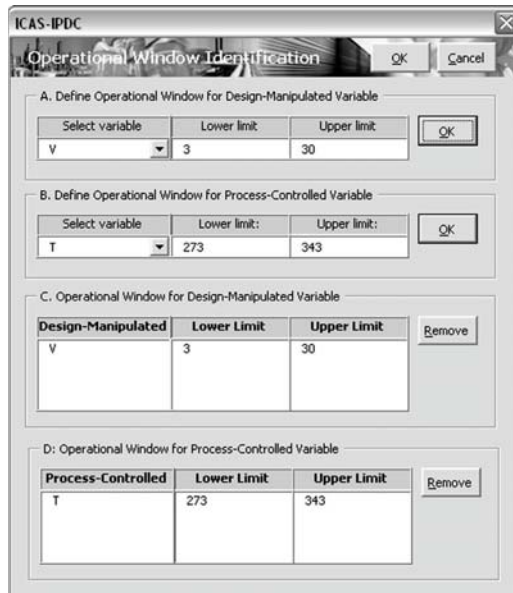 ICAS-IPDC
Operational Window Identification
OK
Cancel
A. Define Operational Window for Design-Manipulated Variable
Select variable Lower limit Upper limit
V 3 30
OK
B. Define Operational Window for Process-Controlled Variable
Select variable Lower limit: Upper limit:
T 273 343
OK
C. Operational Window for Design-Manipulated Variable
Design-Manipulated Lower Limit Upper Limit
V 3 30
Remove
D: Operational Window for Process-Controlled Variable
Process-Controlled Lower Limit Upper Limit
T 273 343
Remove